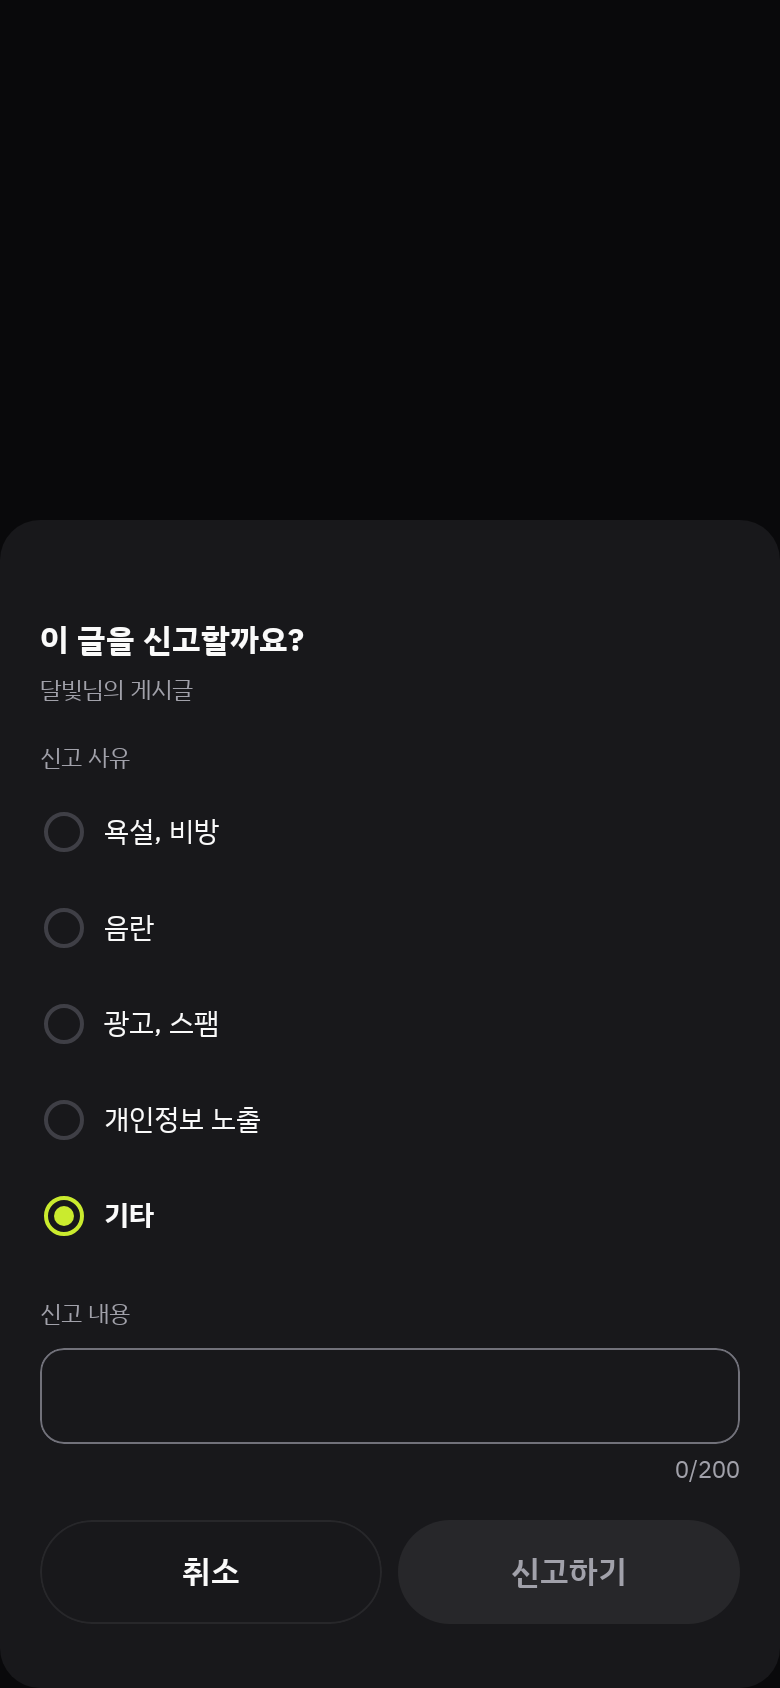 이 글을 신고할까요?
달빛님의 게시글
신고 사유
욕설, 비방
음란
광고, 스팸
개인정보 노출
기타
신고 내용
0/200
취소
신고하기